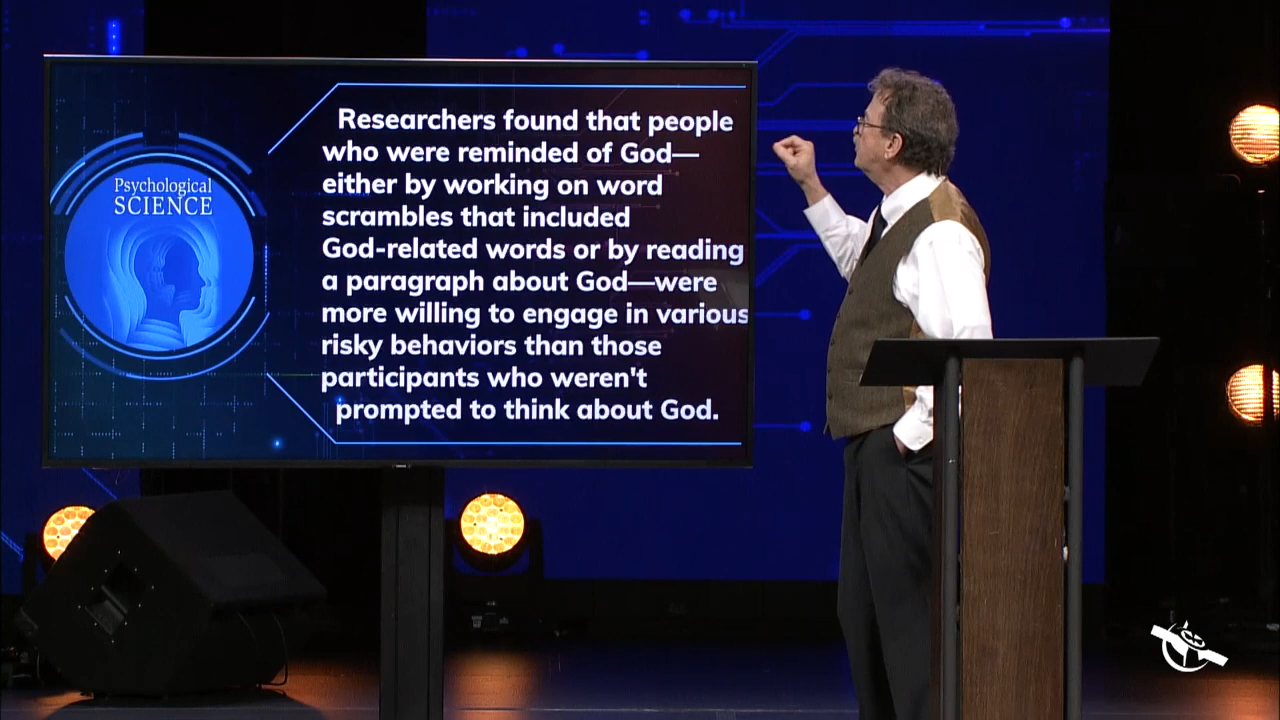 Psychological
SCIENCE
Researchers found that people
who were reminded of God—
either by working on word
scrambles that included
God-related words or by reading
a paragraph about God—were
more willing to engage in various
risky behaviors than those
participants who weren't
prompted to think about God.